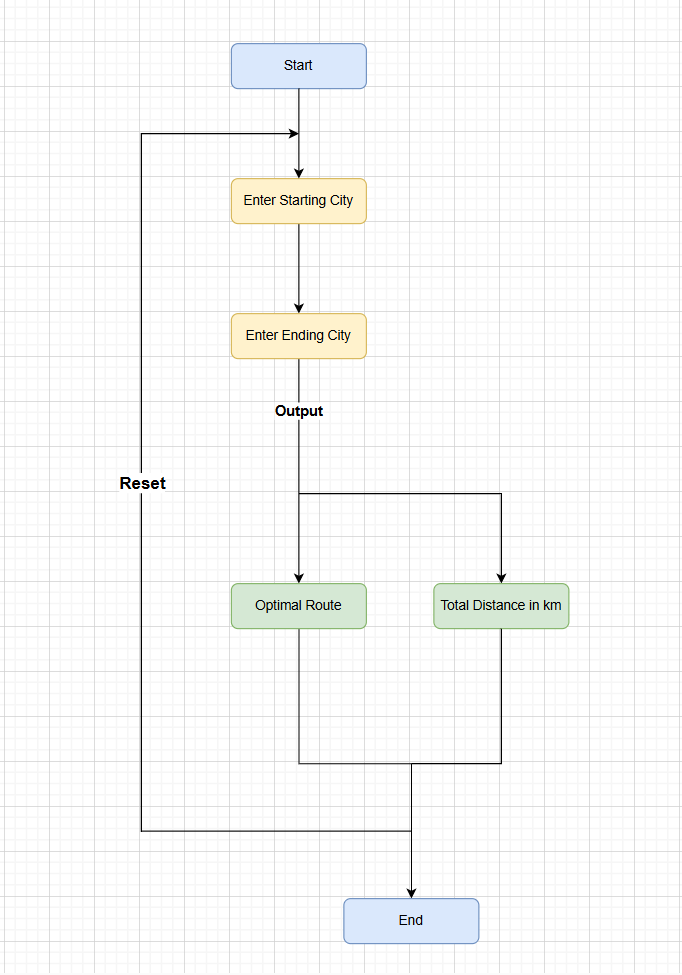 Start
Enter Starting City
Enter Ending City
Output
Reset
Optimal Route
Total Distance in km
End